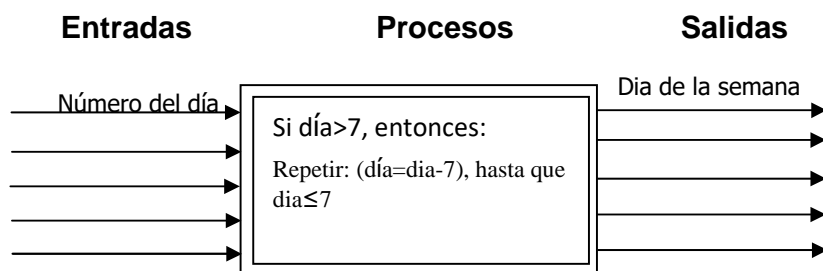 Entradas Procesos Salidas
Número del día
Dia de la semana
Si día>7, entonces:
Repetir: (día=dia-7), hasta que
dia≤7